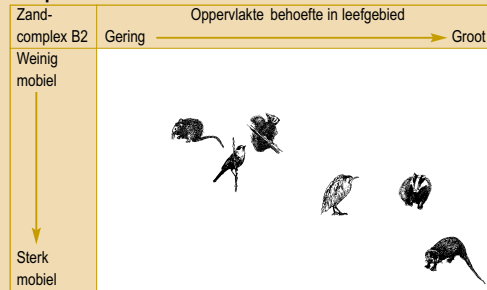 Zand-
complex B2
Oppervlakte behoefte in leefgebied
Gering
Groot
Weinig
mobiel
Sterk
mobiel